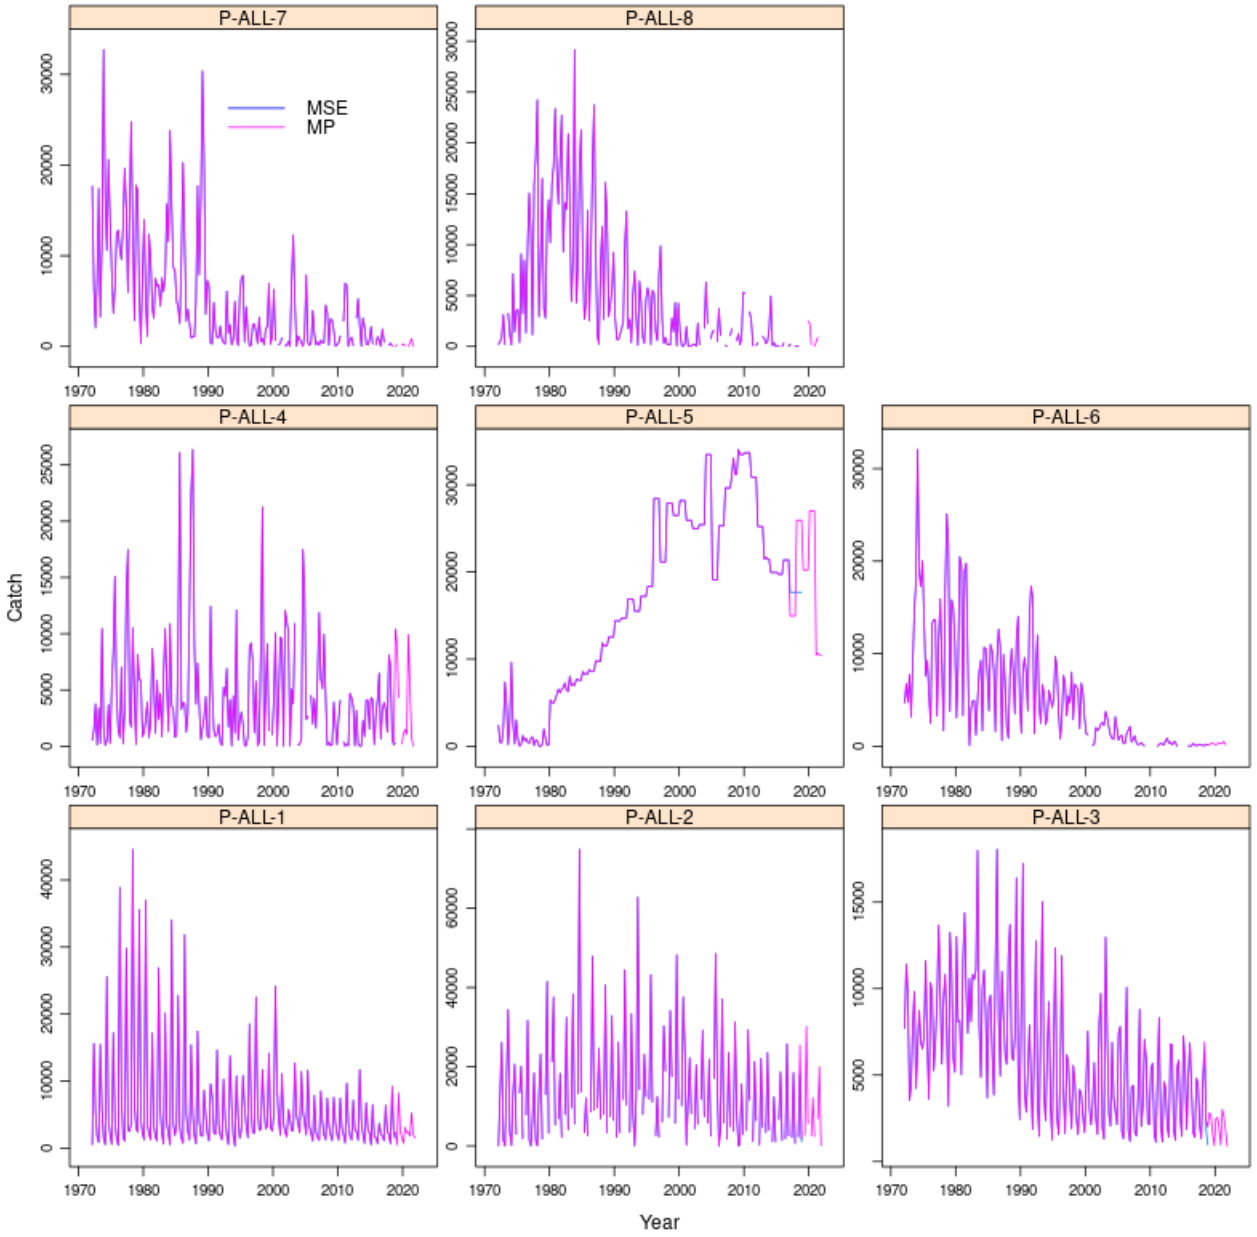 P-ALL-7
P-ALL-8
0 10000 20000 30000
MSE
MP
0 5000 10000 15000 20000 25000 30000
1970 1980 1990 2000 2010 2020
1970 1980 1990 2000 2010 2020
P-ALL-4
P-ALL-5
P-ALL-6
0 5000 10000 15000 20000 25000
0 10000 20000 30000
0 10000 20000 30000
1970 1980 1990 2000 2010 2020
1970 1980 1990 2000 2010 2020
1970 1980 1990 2000 2010 2020
Catch
P-ALL-1
P-ALL-2
P-ALL-3
0 10000 20000 30000 40000
0 20000 40000 60000
5000 10000 15000
1970 1980 1990 2000 2010 2020
1970 1980 1990 2000 2010 2020
1970 1980 1990 2000 2010 2020
Year